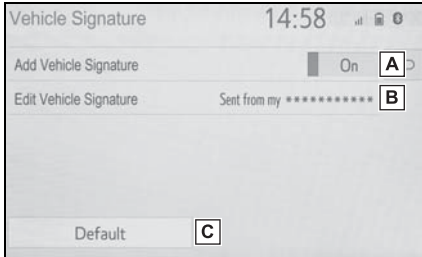 Vehicle Signature 14:58
Add Vehicle Signature On A
Edit Vehicle Signature Sent from my *********** B
Default C